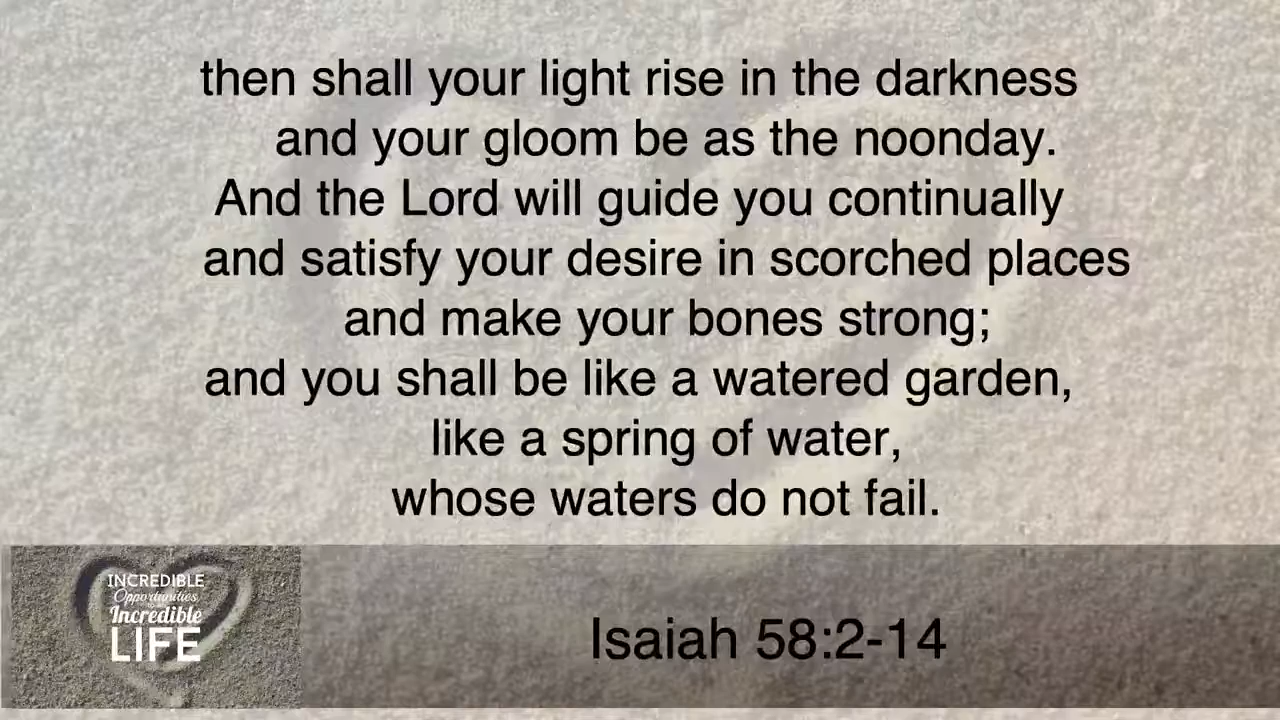 then shall your light rise in the darkness
and your gloom be as the noonday.
And the Lord will guide you continually
and satisfy your desire in scorched places
and make your bones strong;
and you shall be like a watered garden,
like a spring of water,
whose waters do not fail.
INCREDIBLE
Opportunities
Incredible
LIFE
Isaiah 58:2-14